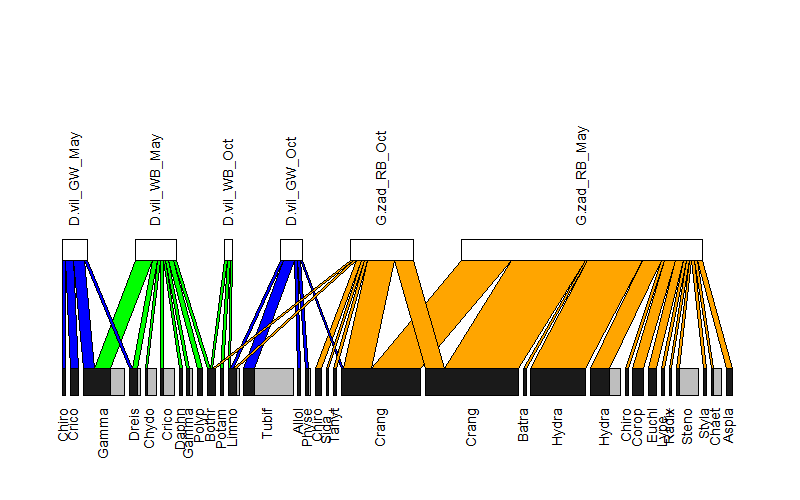 D.vil_GW_May
D.vil_WB_May
D.vil_WB_Oct
D.vil_GW_Oct
G.zad_RB_Oct
G.zad_RB_May
Chiro
Crico
Gamma
Dreis
Chydo
Crico
Daphn
Gamma
Polyp
Bothr
Potam
Limno
Tubif
Alloi
Physe
Chiro
Sida
Tanyt
Crang
Crang
Batra
Hydra
Hydra
Chiro
Corop
Euchl
Lype
Radix
Steno
Styla
Chaet
Aspla